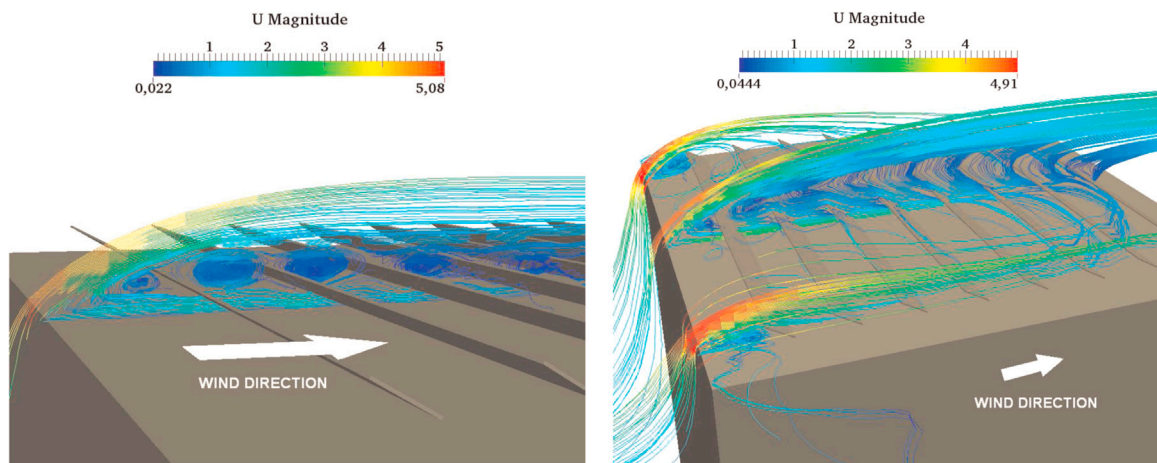 U Magnitude
1 2 3 4 5
0,022 5,08
WIND DIRECTION
U Magnitude
1 2 3 4
0,0444 4,91
WIND DIRECTION